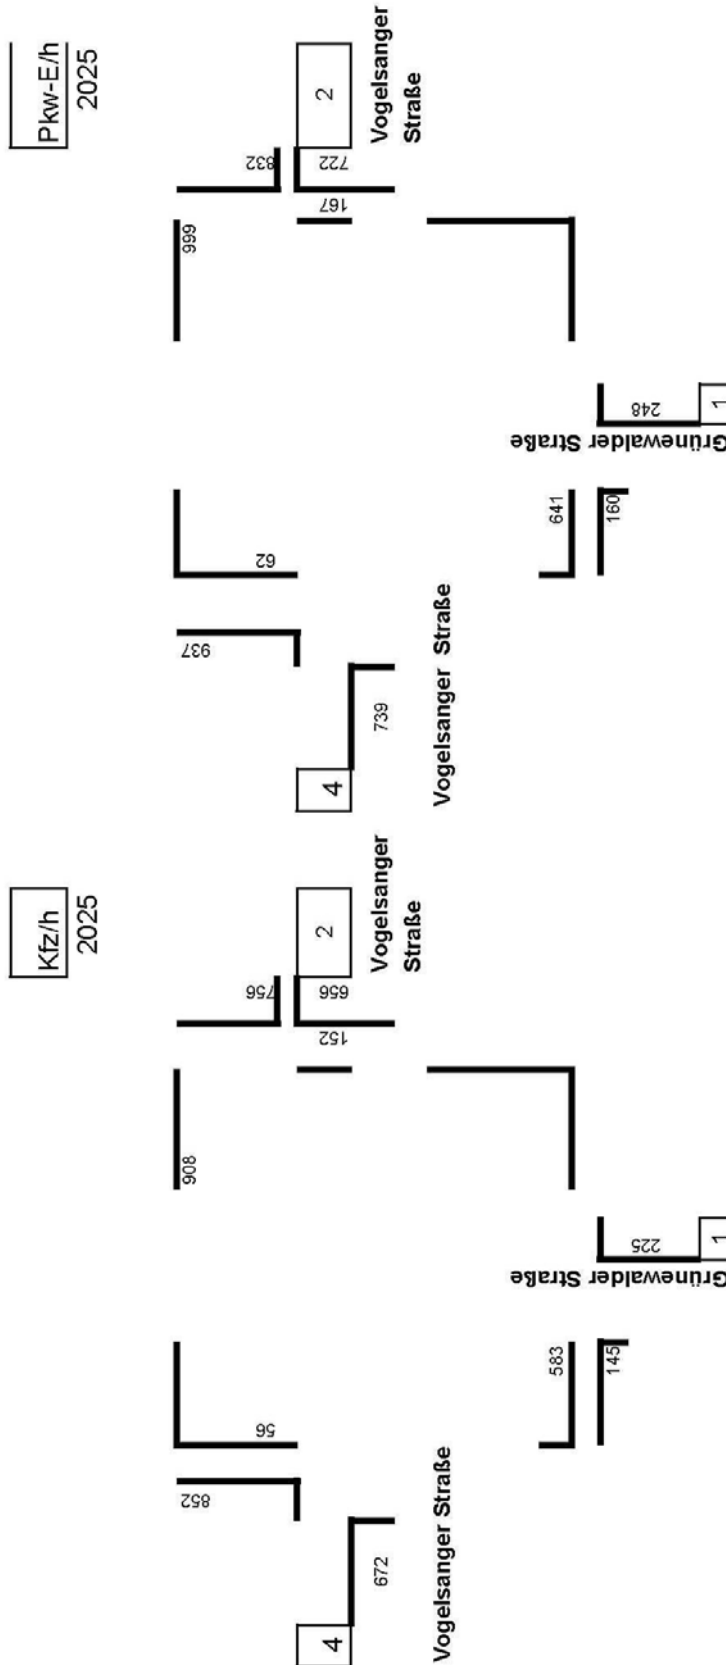 Pkw-E/h
2025
832
2
722
Vogelsanger
Straße
167
999
248
1
Grünewalder Straße
62
641
160
937
4
739
Vogelsanger Straße
Kfz/h
2025
756
2
656
Vogelsanger
Straße
152
908
225
1
Grünewalder Straße
56
583
145
852
4
672
Vogelsanger Straße